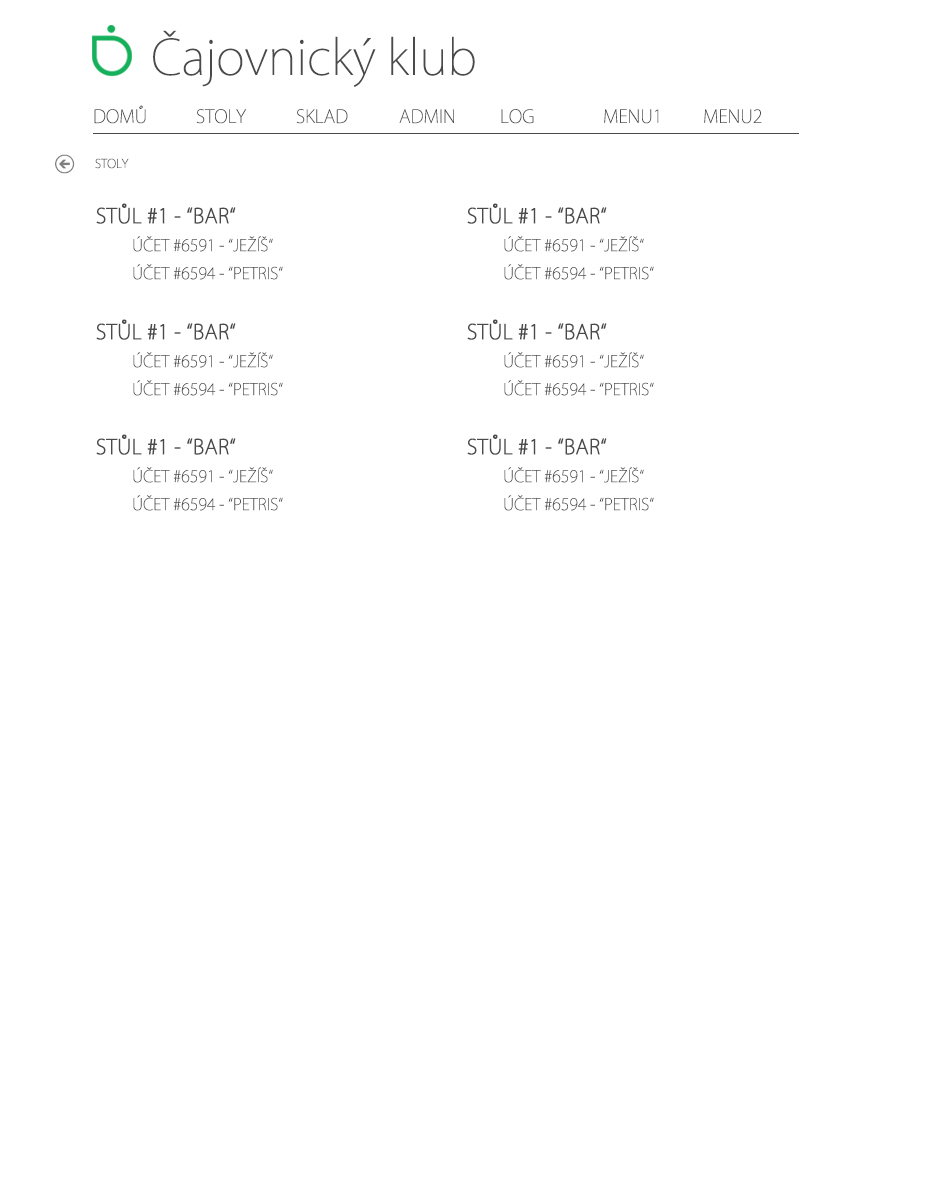 Čajovnický klub
DOMŮ STOLY SKLAD ADMIN LOG MENU1 MENU2
STOLY
STŮL #1 - “BAR“
ÚČET #6591 - “JEŽÍŠ“
ÚČET #6594 - “PETRIS“
STŮL #1 - “BAR“
ÚČET #6591 - “JEŽÍŠ“
ÚČET #6594 - “PETRIS“
STŮL #1 - “BAR“
ÚČET #6591 - “JEŽÍŠ“
ÚČET #6594 - “PETRIS“
STŮL #1 - “BAR“
ÚČET #6591 - “JEŽÍŠ“
ÚČET #6594 - “PETRIS“
STŮL #1 - “BAR“
ÚČET #6591 - “JEŽÍŠ“
ÚČET #6594 - “PETRIS“
STŮL #1 - “BAR“
ÚČET #6591 - “JEŽÍŠ“
ÚČET #6594 - “PETRIS“